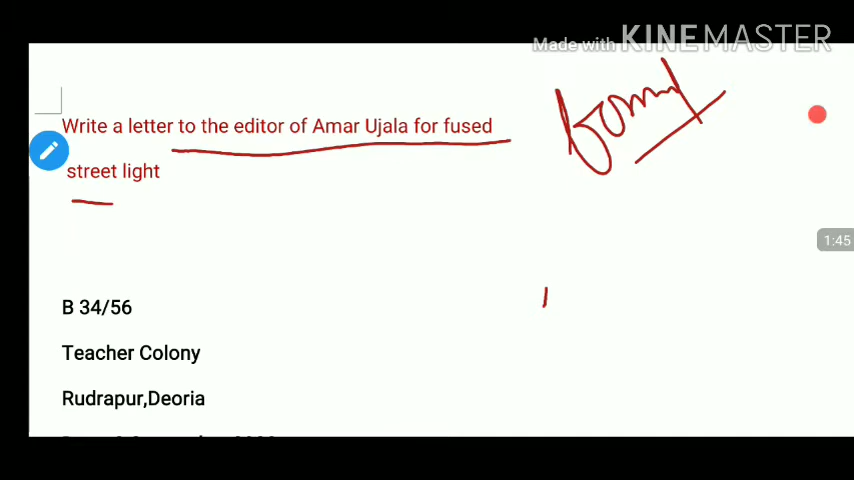 Made with KINEMASTER
Write a letter to the editor of Amar Ujala for fused
street light
1:45
B 34/56
Teacher Colony
Rudrapur,Deoria